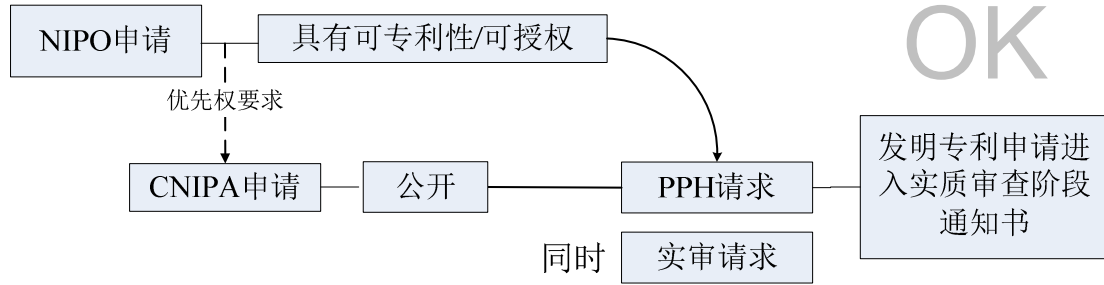 NIPO申请
具有可专利性/可授权
OK
优先权要求
CNIPA申请
公开
PPH请求
发明专利申请进
入实质审查阶段
通知书
同时
实审请求